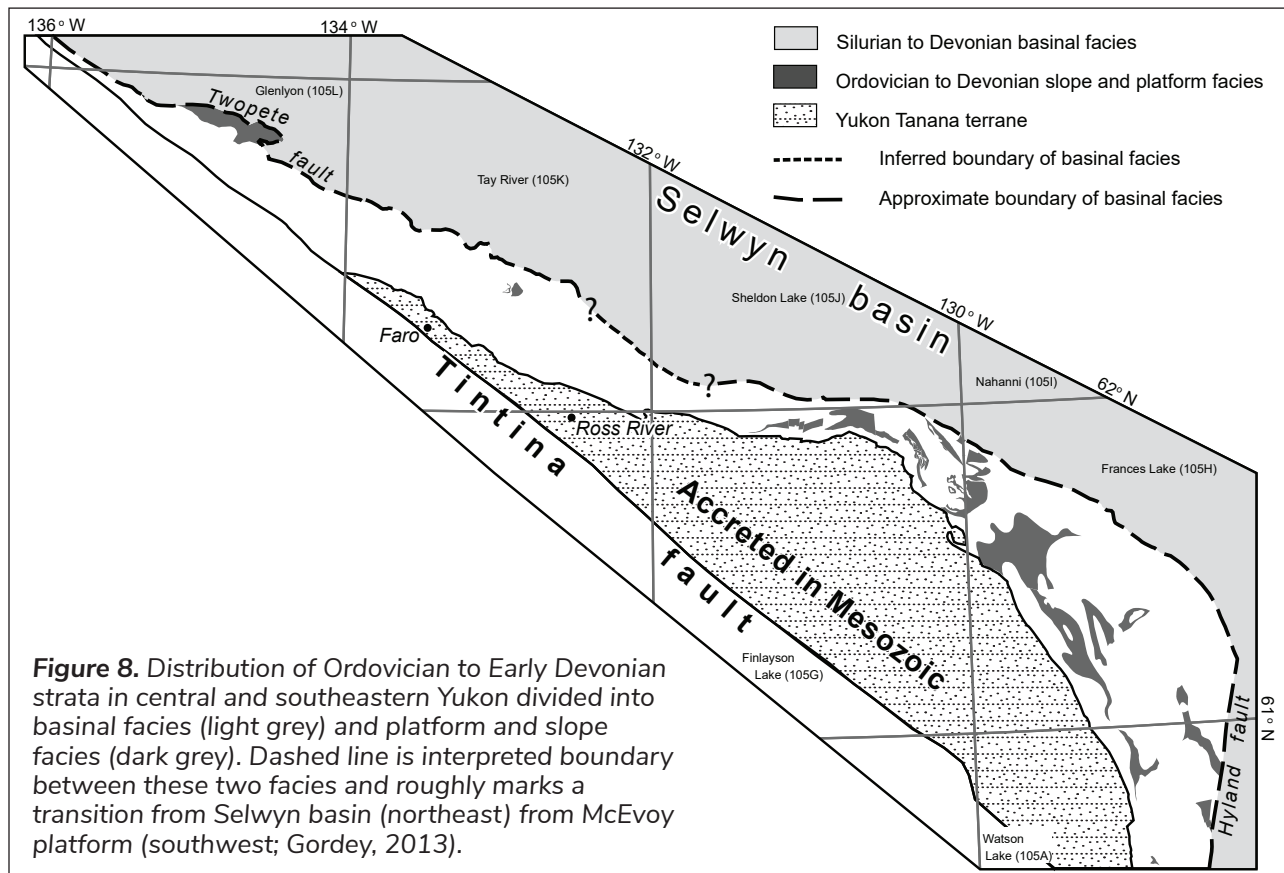 136° W
134° W
Silurian to Devonian basinal facies
Ordovician to Devonian slope and platform facies
Yukon Tanana terrane
Inferred boundary of basinal facies
Approximate boundary of basinal facies
Glenlyon (105L)
Twopete
fault
Tay River (105K)
132° W
Selwyn
basin
Sheldon Lake (105J)
130° W
?
?
Nahanni (105I)
62° N
Faro
Ross River
Tintina
fault
Frances Lake (105H)
Accreted in Mesozoic
Finlayson
Lake (105G)
61° N
Hyland fault
Watson
Lake (105A)
Figure 8. Distribution of Ordovician to Early Devonian
strata in central and southeastern Yukon divided into
basinal facies (light grey) and platform and slope
facies (dark grey). Dashed line is interpreted boundary
between these two facies and roughly marks a
transition from Selwyn basin (northeast) from McEvoy
platform (southwest; Gordey, 2013).